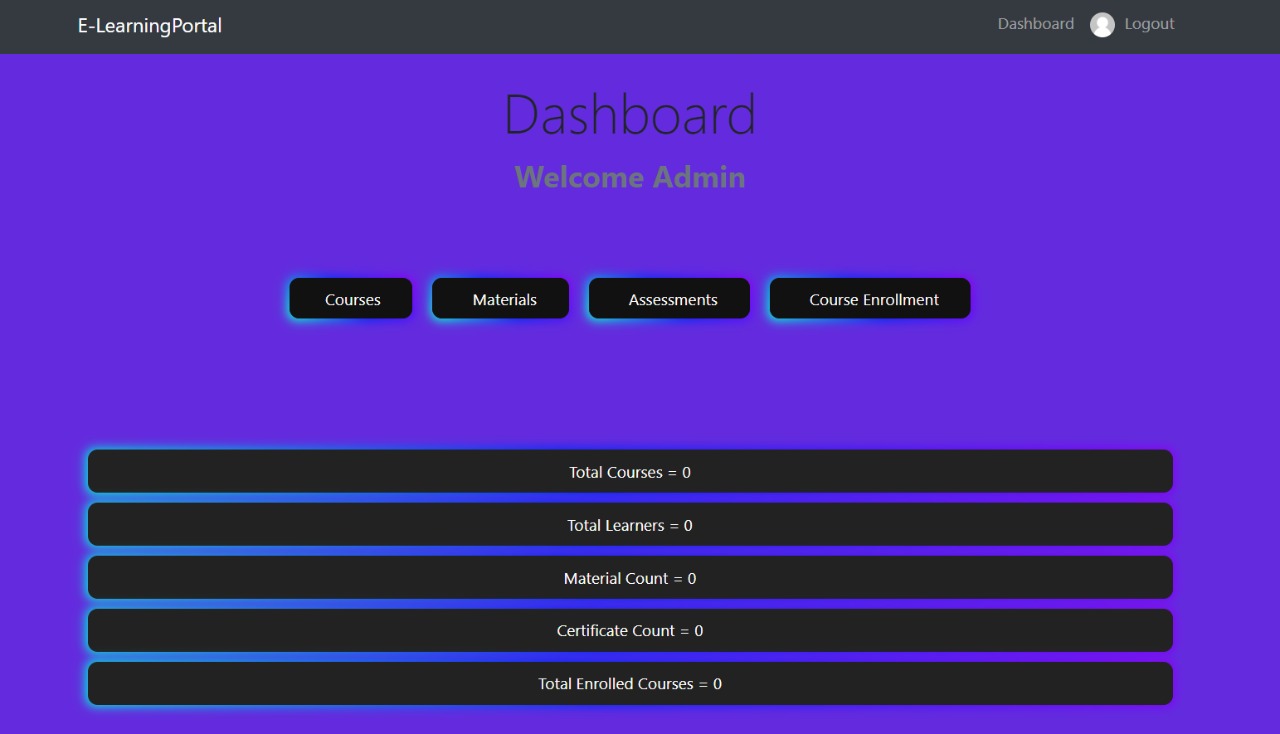 E-LearningPortal
Dashboard Logout
Dashboard
Welcome Admin
Courses Materials Assessments Course Enrollment
Total Courses = 0
Total Learners = 0
Material Count = 0
Certificate Count = 0
Total Enrolled Courses = 0